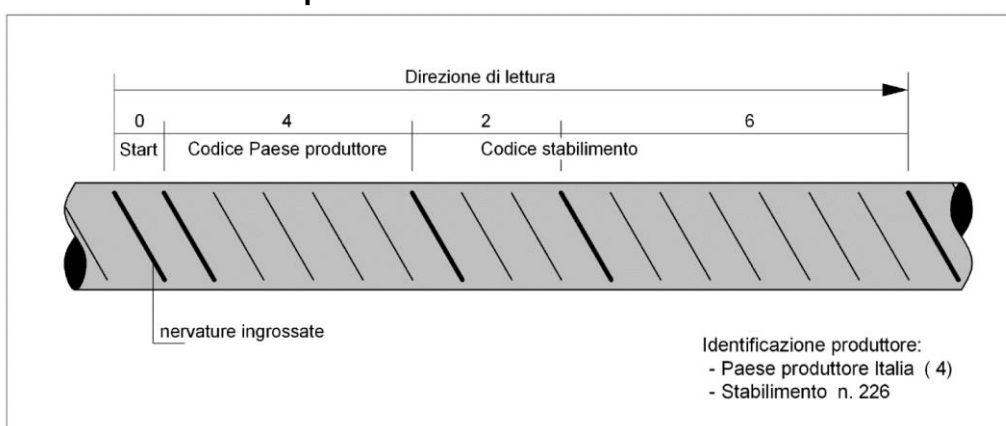 Direzione di lettura
0 4 2 6
Start Codice Paese produttore Codice stabilimento
nervature ingrossate
Identificazione produttore:
- Paese produttore Italia ( 4)
- Stabilimento n. 226